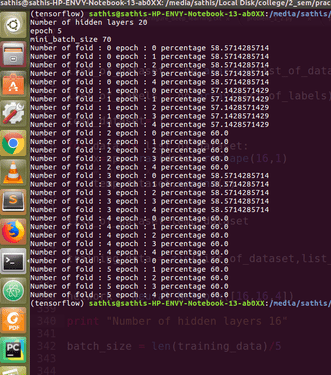 sathis@sathis-HP-ENVY-Notebook-13-ab0XX: /media/sathis/Local Disk/college/2_sem/prac
(tensorflow) sathis@sathis-HP-ENVY-Notebook-13-ab0XX:/media/sathis/
Number of hidden layers 20
epoch 5
mini_batch_size 70
Number of fold : 0 epoch : 0 percentage 58.5714285714
Number of fold : 0 epoch : 1 percentage 58.5714285714
Number of fold : 0 epoch : 2 percentage 58.5714285714
Number of fold : 0 epoch : 3 percentage 58.5714285714
Number of fold : 0 epoch : 4 percentage 58.5714285714
Number of fold : 1 epoch : 0 percentage 57.1428571429
Number of fold : 1 epoch : 1 percentage 57.1428571429
Number of fold : 1 epoch : 2 percentage 57.1428571429
Number of fold : 1 epoch : 3 percentage 57.1428571429
Number of fold : 1 epoch : 4 percentage 57.1428571429
Number of fold : 2 epoch : 0 percentage 60.0
Number of fold : 2 epoch : 1 percentage 60.0
Number of fold : 2 epoch : 2 percentage 60.0
Number of fold : 2 epoch : 3 percentage 60.0
Number of fold : 2 epoch : 4 percentage 60.0
Number of fold : 3 epoch : 0 percentage 58.5714285714
Number of fold : 3 epoch : 1 percentage 58.5714285714
Number of fold : 3 epoch : 2 percentage 58.5714285714
Number of fold : 3 epoch : 3 percentage 58.5714285714
Number of fold : 3 epoch : 4 percentage 58.5714285714
Number of fold : 4 epoch : 0 percentage 60.0
Number of fold : 4 epoch : 1 percentage 60.0
Number of fold : 4 epoch : 2 percentage 60.0
Number of fold : 4 epoch : 3 percentage 60.0
Number of fold : 4 epoch : 4 percentage 60.0
Number of fold : 5 epoch : 0 percentage 60.0
Number of fold : 5 epoch : 1 percentage 60.0
Number of fold : 5 epoch : 2 percentage 60.0
Number of fold : 5 epoch : 3 percentage 60.0
Number of fold : 5 epoch : 4 percentage 60.0
(tensorflow) sathis@sathis-HP-ENVY-Notebook-13-ab0XX:/media/sathis/
340 print "Number of hidden layers 16"
342 batch_size = len(training_data)/5
344